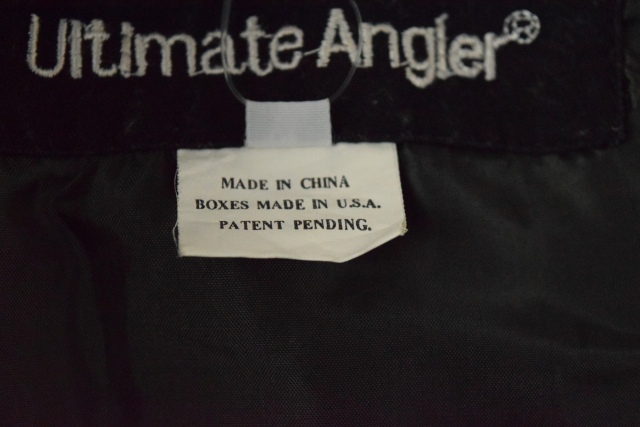 Ultimate Angler®
MADE IN CHINA
BOXES MADE IN U.S.A.
PATENT PENDING.